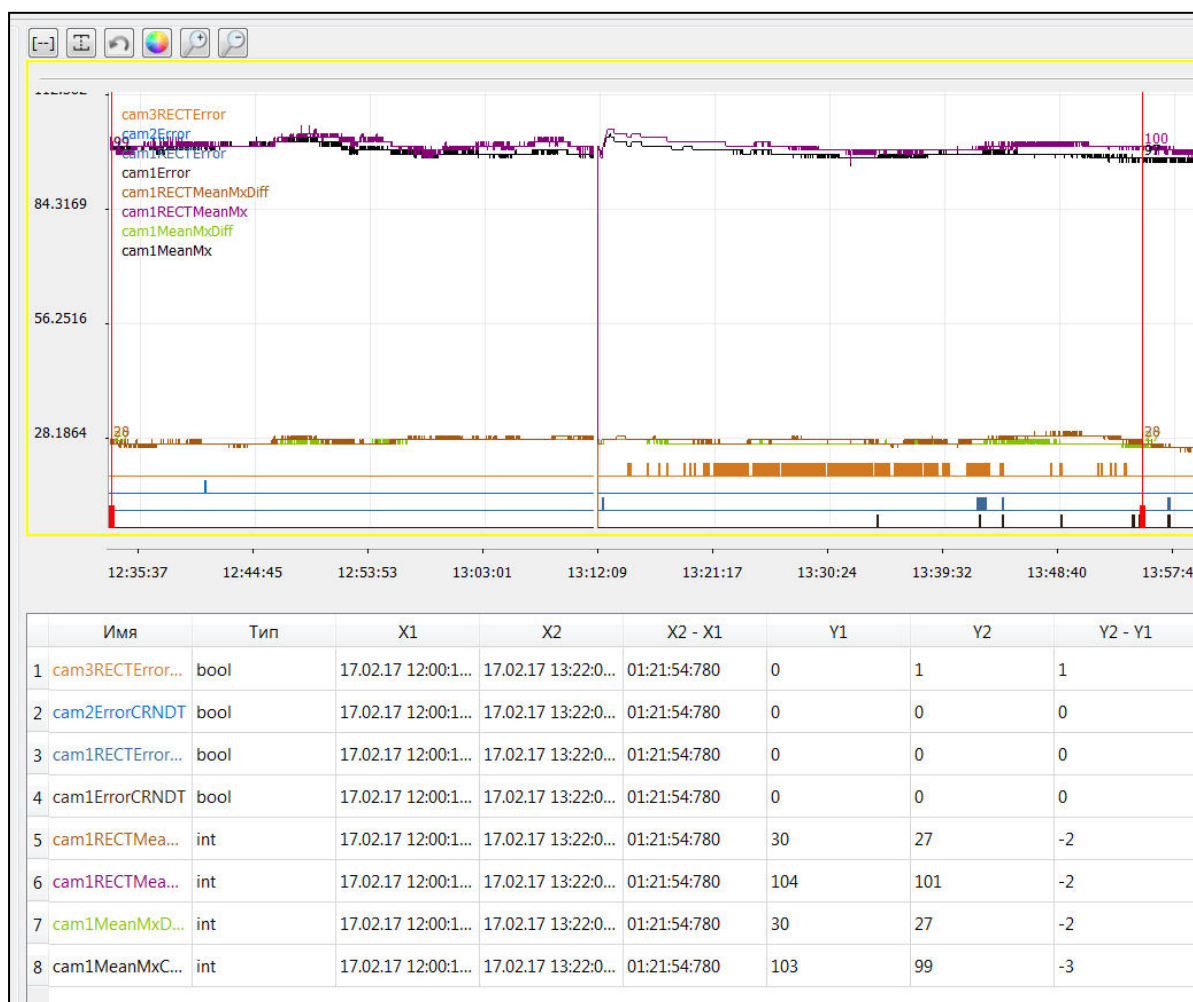 [--]
cam3RECTError
cam2Error
cam1RECTError
cam1Error
cam1RECTMeanMxDiff
cam1RECTMeanMx
cam1MeanMxDiff
cam1MeanMx
99
100
97
84.3169
56.2516
28.1864
28
28
12:35:37 12:44:45 12:53:53 13:03:01 13:12:09 13:21:17 13:30:24 13:39:32 13:48:40 13:57:4
Имя Тип X1 X2 X2 - X1 Y1 Y2 Y2 - Y1
1 cam3RECTError... bool 17.02.17 12:00:1... 17.02.17 13:22:0... 01:21:54:780 0 1 1
2 cam2ErrorCRNDT bool 17.02.17 12:00:1... 17.02.17 13:22:0... 01:21:54:780 0 0 0
3 cam1RECTError... bool 17.02.17 12:00:1... 17.02.17 13:22:0... 01:21:54:780 0 0 0
4 cam1ErrorCRNDT bool 17.02.17 12:00:1... 17.02.17 13:22:0... 01:21:54:780 0 0 0
5 cam1RECTMea... int 17.02.17 12:00:1... 17.02.17 13:22:0... 01:21:54:780 30 27 -2
6 cam1RECTMea... int 17.02.17 12:00:1... 17.02.17 13:22:0... 01:21:54:780 104 101 -2
7 cam1MeanMxD... int 17.02.17 12:00:1... 17.02.17 13:22:0... 01:21:54:780 30 27 -2
8 cam1MeanMxC... int 17.02.17 12:00:1... 17.02.17 13:22:0... 01:21:54:780 103 99 -3